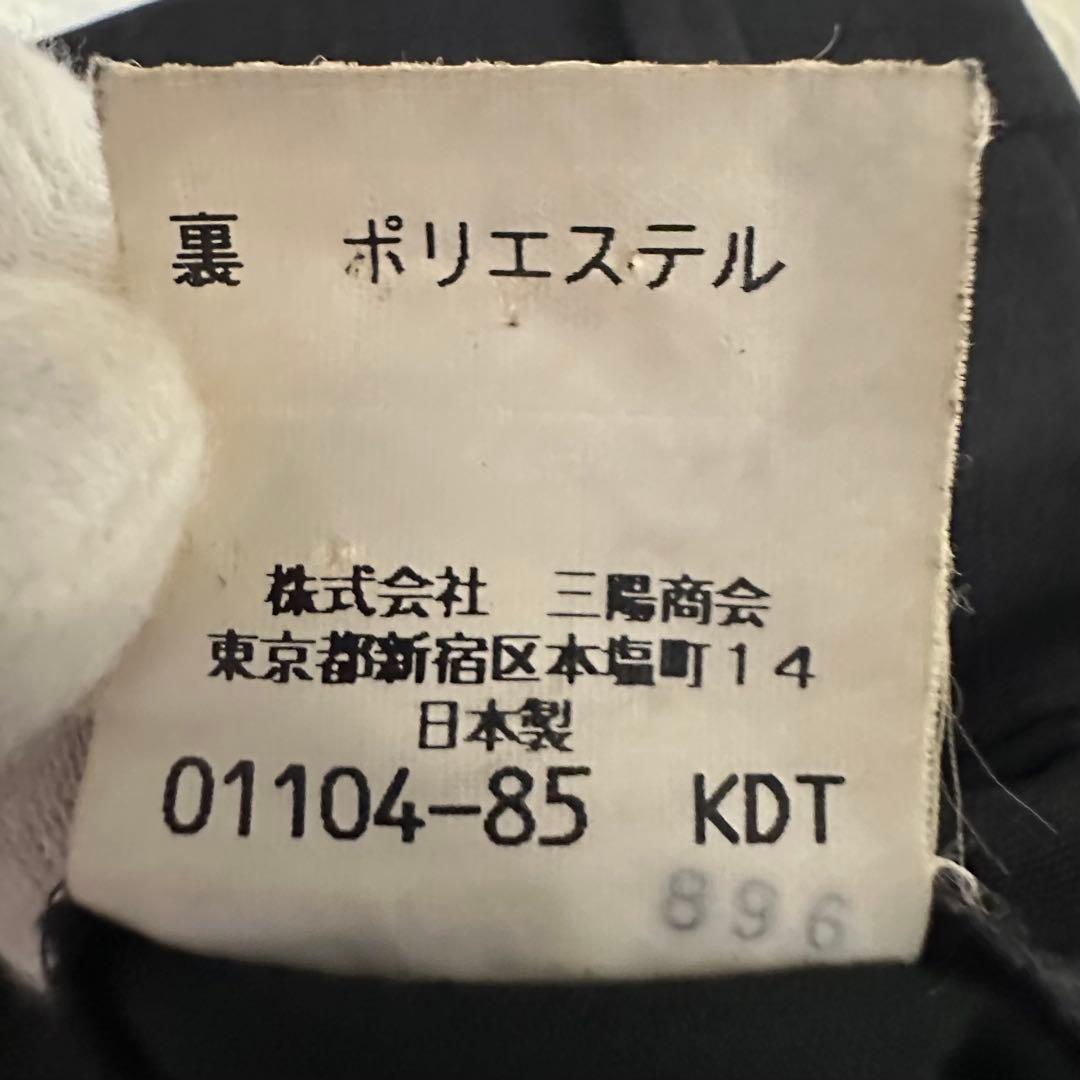 裏　ポリエステル
株式会社　三陽商会
東京都新宿区本塩町１４
日本製
01104-85　KDT
896